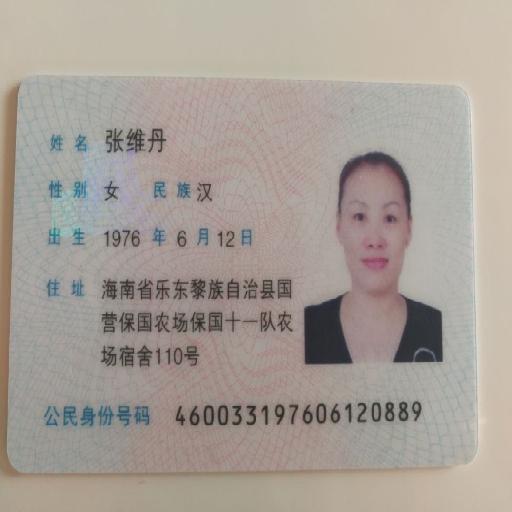 姓名 张维丹
性别 女 民族 汉
出生 1976 年 6 月 12 日
住址 海南省乐东黎族自治县国
营保国农场保国十一队农
场宿舍110号
公民身份号码 460033197606120889